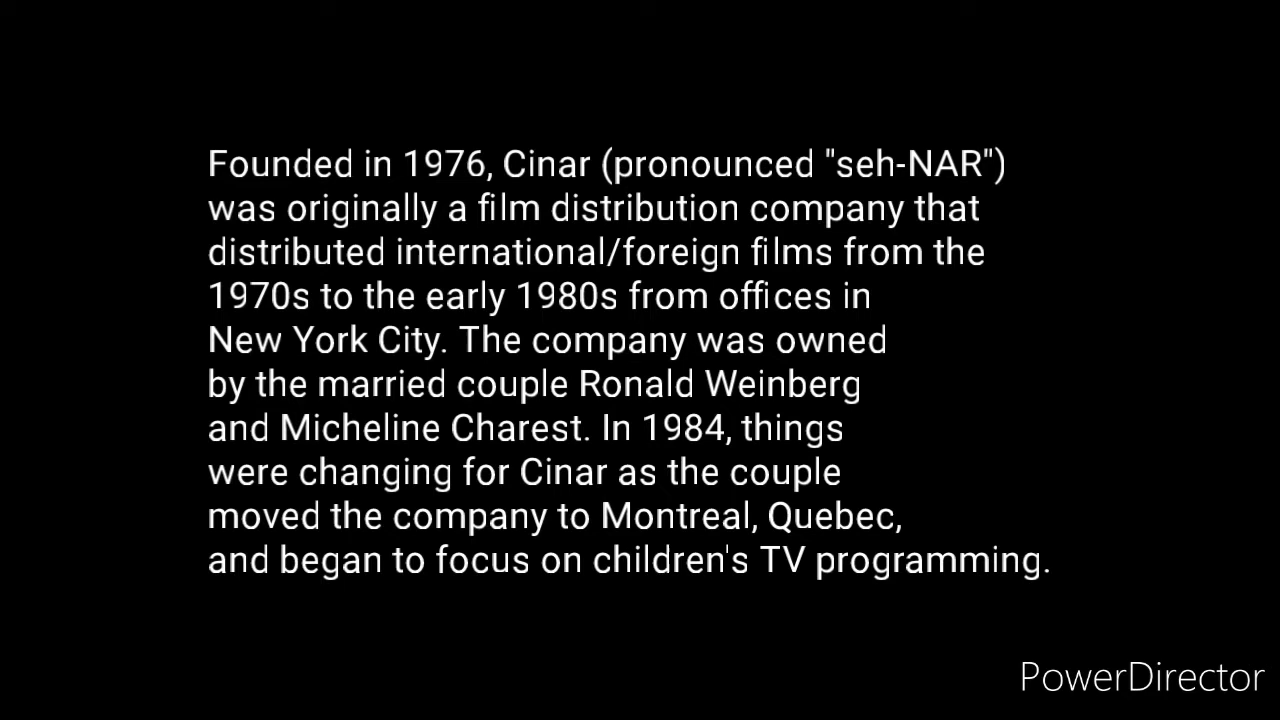 Founded in 1976, Cinar (pronounced "seh-NAR")
was originally a film distribution company that
distributed international/foreign films from the
1970s to the early 1980s from offices in
New York City. The company was owned
by the married couple Ronald Weinberg
and Micheline Charest. In 1984, things
were changing for Cinar as the couple
moved the company to Montreal, Quebec,
and began to focus on children's TV programming.
PowerDirector